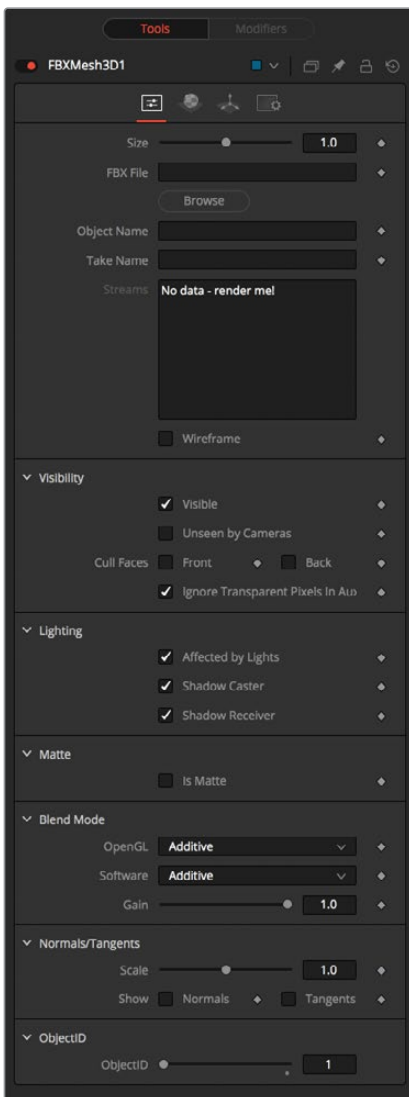 Tools Modifiers
FBXMesh3D1
Size 1.0
FBX File
Browse
Object Name
Take Name
Streams No data - render me!
Wireframe
Visibility
Visible
Unseen by Cameras
Cull Faces Front Back
Ignore Transparent Pixels In Aux
Lighting
Affected by Lights
Shadow Caster
Shadow Receiver
Matte
Is Matte
Blend Mode
OpenGL Additive
Software Additive
Gain 1.0
Normals/Tangents
Scale 1.0
Show Normals Tangents
ObjectID
ObjectID 1